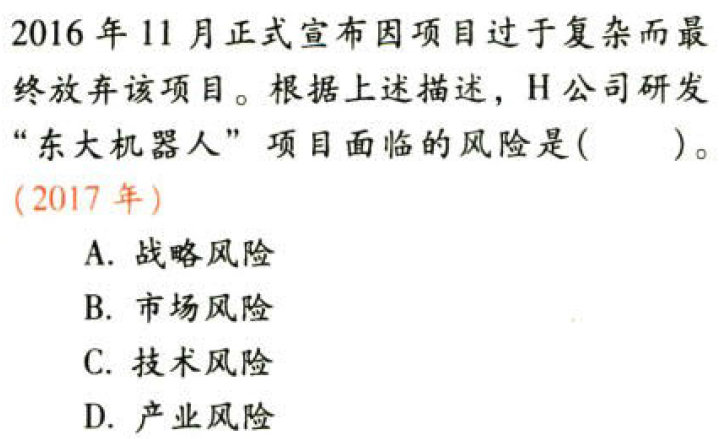 2016 年 11 月正式宣布因项目过于复杂而最
终放弃该项目。根据上述描述，H 公司研发
“东大机器人” 项目面临的风险是(　　)。
(2017 年)
A. 战略风险
B. 市场风险
C. 技术风险
D. 产业风险